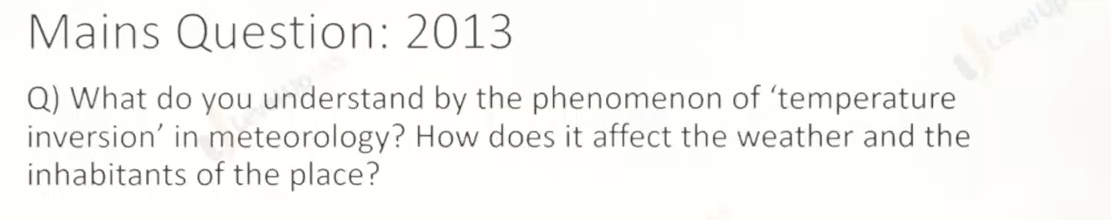 Mains Question: 2013
Q) What do you understand by the phenomenon of ‘temperature
inversion’ in meteorology? How does it affect the weather and the
inhabitants of the place?
LevelUp